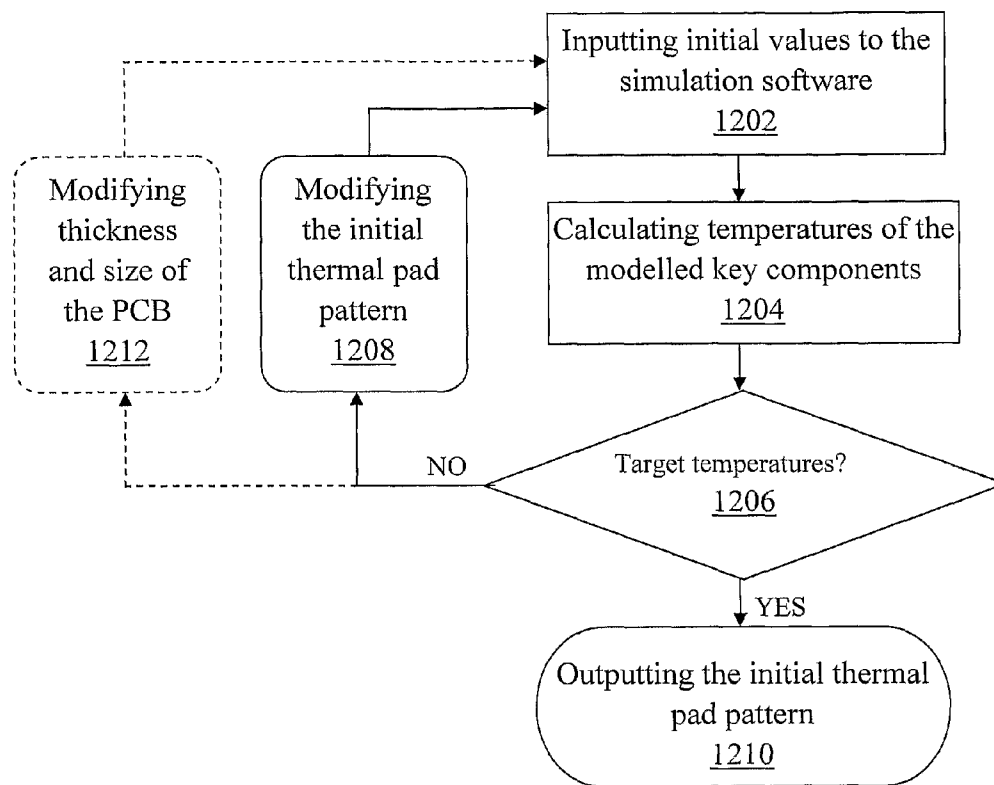 Inputting initial values to the
simulation software
1202
Modifying
thickness
and size of
the PCB
1212
Modifying
the initial
thermal pad
pattern
1208
Calculating temperatures of the
modelled key components
1204
NO
Target temperatures?
1206
YES
Outputting the initial thermal
pad pattern
1210